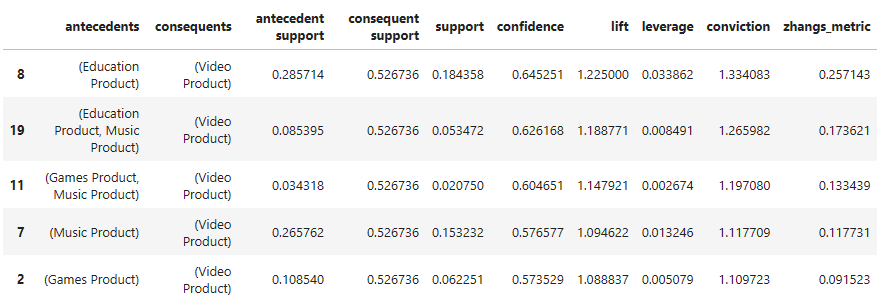 antecedents consequents antecedent support consequent support support confidence lift leverage conviction zhangs_metric
8 (Education Product) (Video Product) 0.285714 0.526736 0.184358 0.645251 1.225000 0.033862 1.334083 0.257143
19 (Education Product, Music Product) (Video Product) 0.085395 0.526736 0.053472 0.626168 1.188771 0.008491 1.265982 0.173621
11 (Games Product, Music Product) (Video Product) 0.034318 0.526736 0.020750 0.604651 1.147921 0.002674 1.197080 0.133439
7 (Music Product) (Video Product) 0.265762 0.526736 0.153232 0.576577 1.094622 0.013246 1.117709 0.117731
2 (Games Product) (Video Product) 0.108540 0.526736 0.062251 0.573529 1.088837 0.005079 1.109723 0.091523